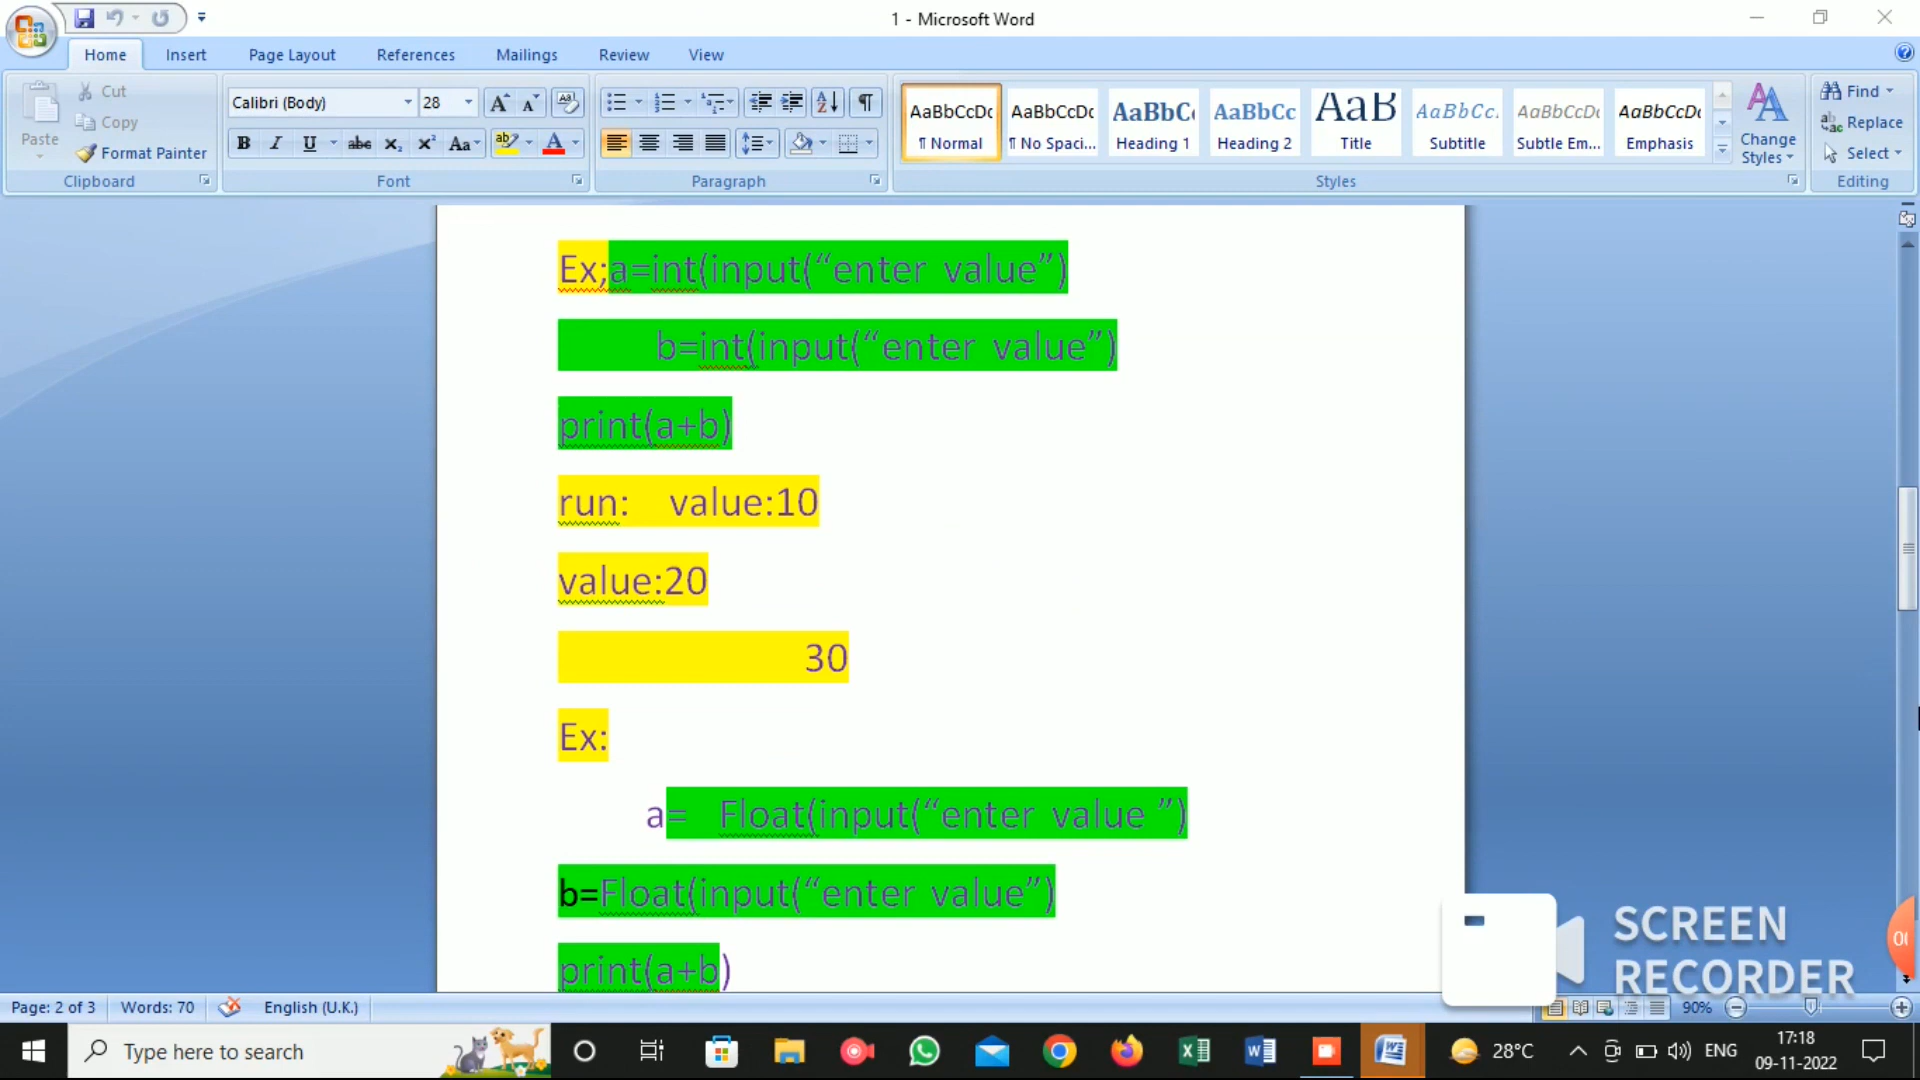 1 - Microsoft Word
Home Insert Page Layout References Mailings Review View
Paste
Cut
Copy
Format Painter
Clipboard
Calibri (Body) 28
Font
Paragraph
AaBbCcDc AaBbCcDc AaBbC( AaBbCc AaB AaBbCc. AaBbCcDc AaBbCcDc
¶ Normal ¶ No Spaci... Heading 1 Heading 2 Title Subtitle Subtle Em... Emphasis
Styles
Change Styles
Find
Replace
Select
Editing
Ex;a=int(input(“enter value”)
b=int(input(“enter value”)
print(a+b)
run: value:10
value:20
30
Ex:
a= Float(input(“enter value ”)
b=Float(input(“enter value”)
print(a+b)
SCREEN
RECORDER
Page: 2 of 3 Words: 70 English (U.K.) 90%
Type here to search
28°C ENG
17:18
09-11-2022